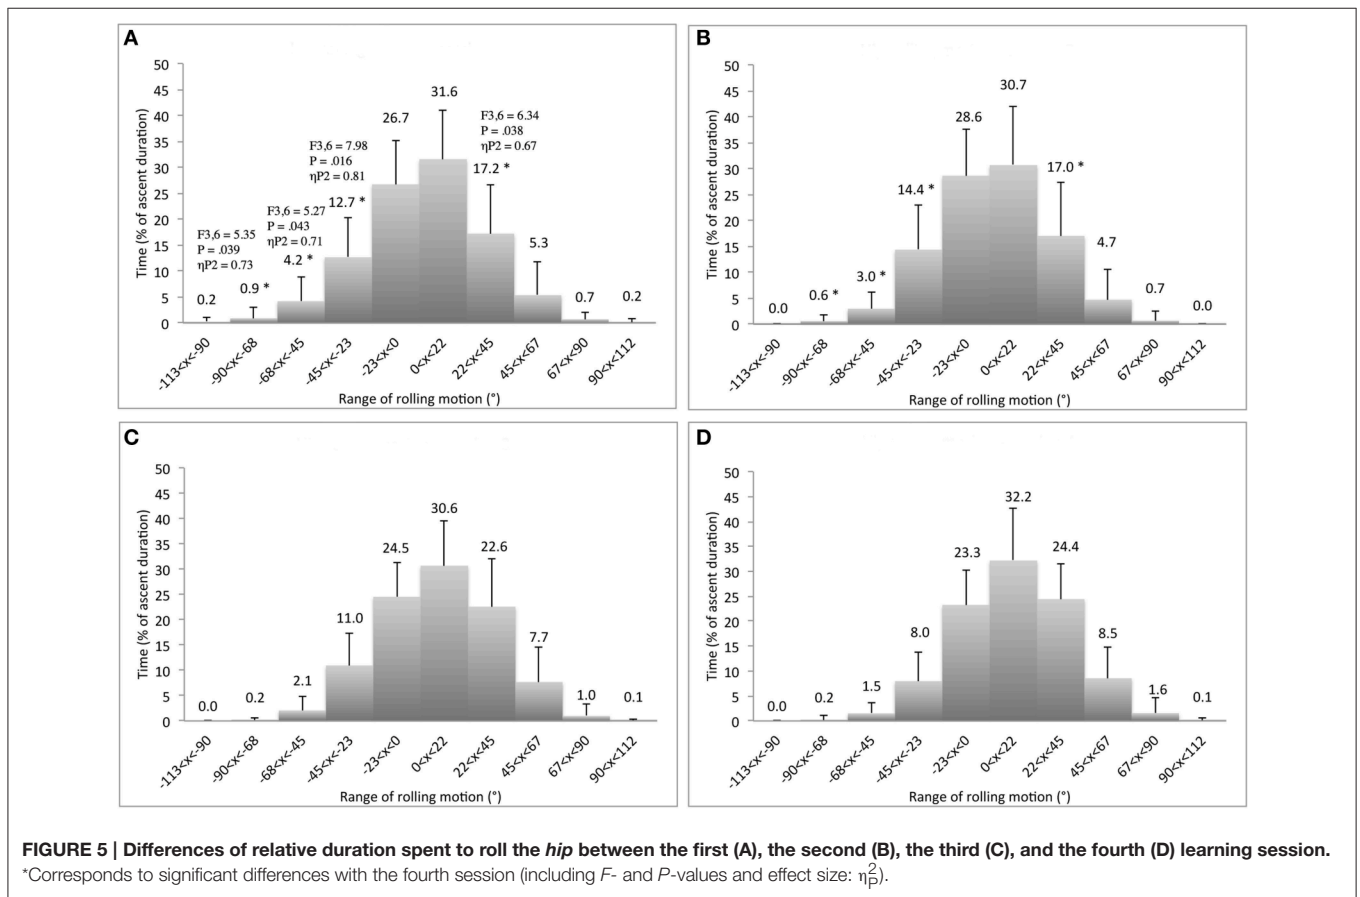 A
50
45
40
35
30
25
20
15
10
5
0
Time (% of ascent duration)
F3,6 = 5.35
P = .039
ηP2 = 0.73
F3,6 = 5.27
P = .043
ηP2 = 0.71
F3,6 = 7.98
P = .016
ηP2 = 0.81
F3,6 = 6.34
P = .038
ηP2 = 0.67
0.2
0.9 *
4.2 *
12.7 *
26.7
31.6
17.2 *
5.3
0.7
0.2
-113<x<-90
-90<x<-68
-68<x<-45
-45<x<-23
-23<x<0
0<x<22
22<x<45
45<x<67
67<x<90
90<x<112
Range of rolling motion (°)
B
50
45
40
35
30
25
20
15
10
5
0
Time (% of ascent duration)
0.0
0.6 *
3.0 *
14.4 *
28.6
30.7
17.0 *
4.7
0.7
0.0
-113<x<-90
-90<x<-68
-68<x<-45
-45<x<-23
-23<x<0
0<x<22
22<x<45
45<x<67
67<x<90
90<x<112
Range of rolling motion (°)
C
50
45
40
35
30
25
20
15
10
5
0
Time (% of ascent duration)
0.0
0.2
2.1
11.0
24.5
30.6
22.6
7.7
1.0
0.1
-113<x<-90
-90<x<-68
-68<x<-45
-45<x<-23
-23<x<0
0<x<22
22<x<45
45<x<67
67<x<90
90<x<112
Range of rolling motion (°)
D
50
45
40
35
30
25
20
15
10
5
0
Time (% of ascent duration)
0.0
0.2
1.5
8.0
23.3
32.2
24.4
8.5
1.6
0.1
-113<x<-90
-90<x<-68
-68<x<-45
-45<x<-23
-23<x<0
0<x<22
22<x<45
45<x<67
67<x<90
90<x<112
Range of rolling motion (°)
FIGURE 5 | Differences of relative duration spent to roll the hip between the first (A), the second (B), the third (C), and the fourth (D) learning session.
*Corresponds to significant differences with the fourth session (including F- and P-values and effect size: η²P).